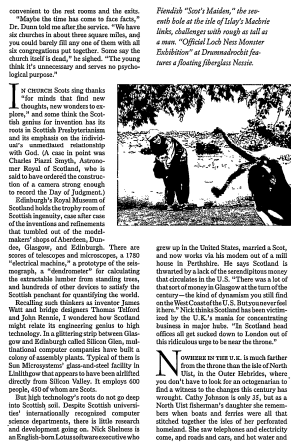 convenient to the rest rooms and the exits.
"Maybe the time has come to face facts,"
Dr. Dunn told me after the service. "We have
six churches in about three square miles, and
you could barely fill any one of them with all
six congregations put together. Some say the
church itself is dead," he sighed. "The young
think it's unnecessary and serves no psycho-
logical purpose."
IN CHURCH Scots sing thanks
"for minds that find new
thoughts, new wonders to ex-
plore," and some think the Scot-
tish genius for invention has its
roots in Scottish Presbyterianism
and its emphasis on the individ-
ual's unmediated relationship
with God. (A case in point was
Charles Piazzi Smyth, Astrono-
mer Royal of Scotland, who is
said to have ordered the construc-
tion of a camera strong enough
to record the Day of Judgment.)
Edinburgh's Royal Museum of
Scotland holds the trophy room of
Scottish ingenuity, case after case
of the inventions and refinements
that tumbled out of the model-
makers' shops of Aberdeen, Dun-
dee, Glasgow, and Edinburgh. There are
scores of telescopes and microscopes, a 1780
"electrical machine," a prototype of the seis-
mograph, a "dendrometer" for calculating
the extractable lumber from standing trees,
and hundreds of other devices to satisfy the
Scottish penchant for quantifying the world.
Recalling such thinkers as inventor James
Watt and bridge designers Thomas Telford
and John Rennie, I wondered how Scotland
might relate its engineering genius to high
technology. In a glittering strip between Glas-
gow and Edinburgh called Silicon Glen, mul-
tinational computer companies have built a
colony of assembly plants. Typical of them is
Sun Microsystems' glass-and-steel facility in
Linlithgow that appears to have been airlifted
directly from Silicon Valley. It employs 600
people, 450 of whom are Scots.
But high technology's roots do not go deep
into Scottish soil. Despite Scottish universi-
ties' internationally recognized computer
science departments, there is little research
and development going on. Nick Shelness is
an English-born Lotus software executive who
Fiendish "Scot's Maiden," the sev-
enth hole at the isle of Islay's Machrie
links, challenges with rough as tall as
a man. "Official Loch Ness Monster
Exhibition" at Drumnadrochit fea-
tures a floating fiberglass Nessie.
grew up in the United States, married a Scot,
and now works via modem out of a mill
house in Perthshire. He says Scotland is
thwarted by a lack of the serendipitous money
that circulates in the U.S. "There was a lot of
that sort of money in Glasgow at the turn of the
century—the kind of dynamism you still find
on the West Coast of the U.S. But you never feel
it here." Nick thinks Scotland has been victim-
ized by the U.K.'s mania for concentrating
business in major hubs. "In Scotland head
offices all get sucked down to London out of
this ridiculous urge to be near the throne."
NOWHERE IN THE U.K. is much farther
from the throne than the isle of North
Uist, in the Outer Hebrides, where
you don't have to look for an octogenarian to
find a witness to the changes this century has
wrought. Cathy Johnson is only 35, but as a
North Uist fisherman's daughter she remem-
bers when boats and ferries were all that
stitched together the isles of her perforated
homeland. She saw telephones and electricity
come, and roads and cars, and hot water and